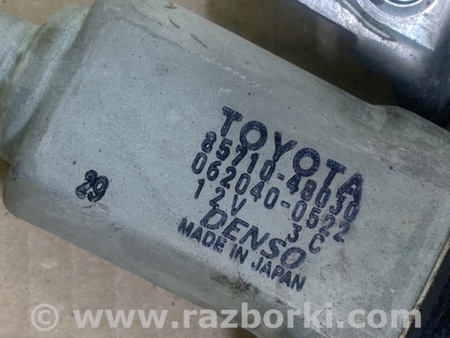 TOYOTA
85710-48030
062040-0522
12V 3C
DENSO
MADE IN JAPAN
29
© www.razborki.com/